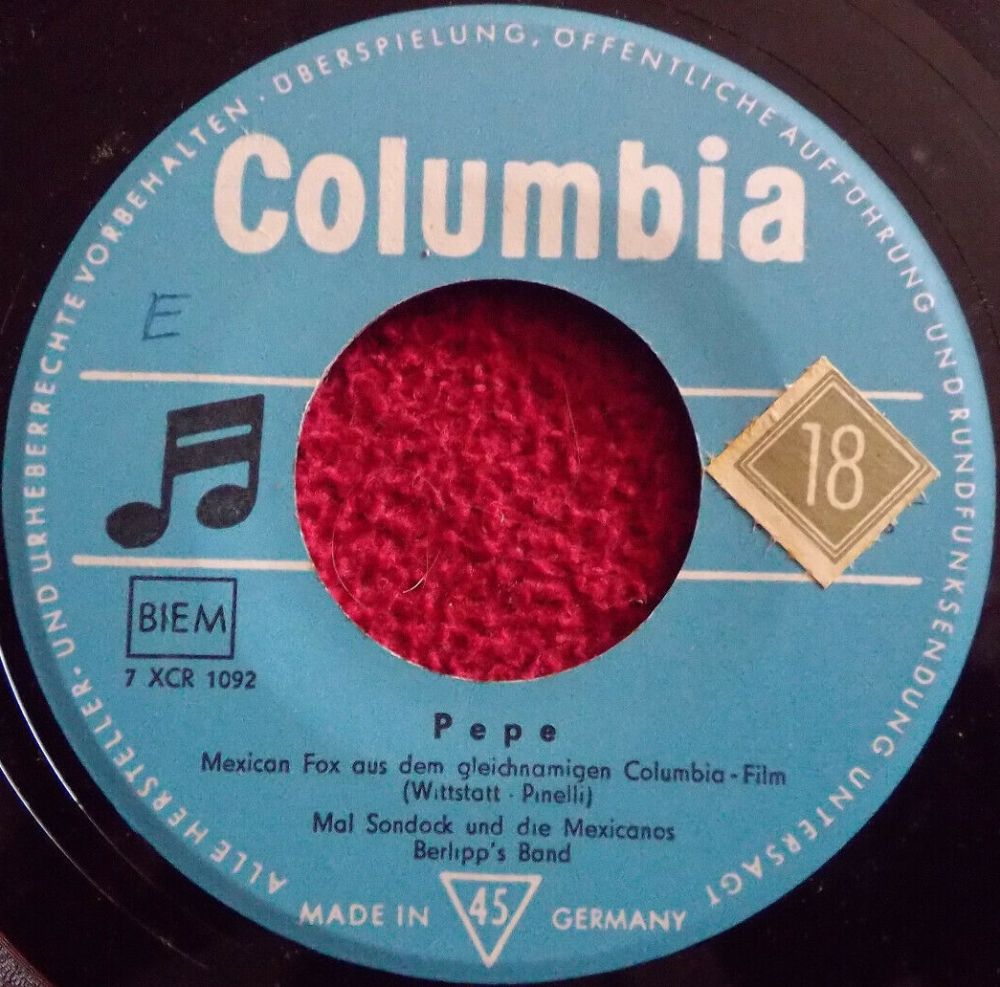 ALLE HERSTELLER- UND URHEBERRECHTE VORBEHALTEN · ÜBERSPIELUNG, ÖFFENTLICHE AUFFÜHRUNG UND RUNDFUNKSENDUNG UNTERSAGT
Columbia
E
18
BIEM
7 XCR 1092
Pepe
Mexican Fox aus dem gleichnamigen Columbia-Film
(Wittstatt · Pinelli)
Mal Sondock und die Mexicanos
Berlipp's Band
MADE IN 45 GERMANY